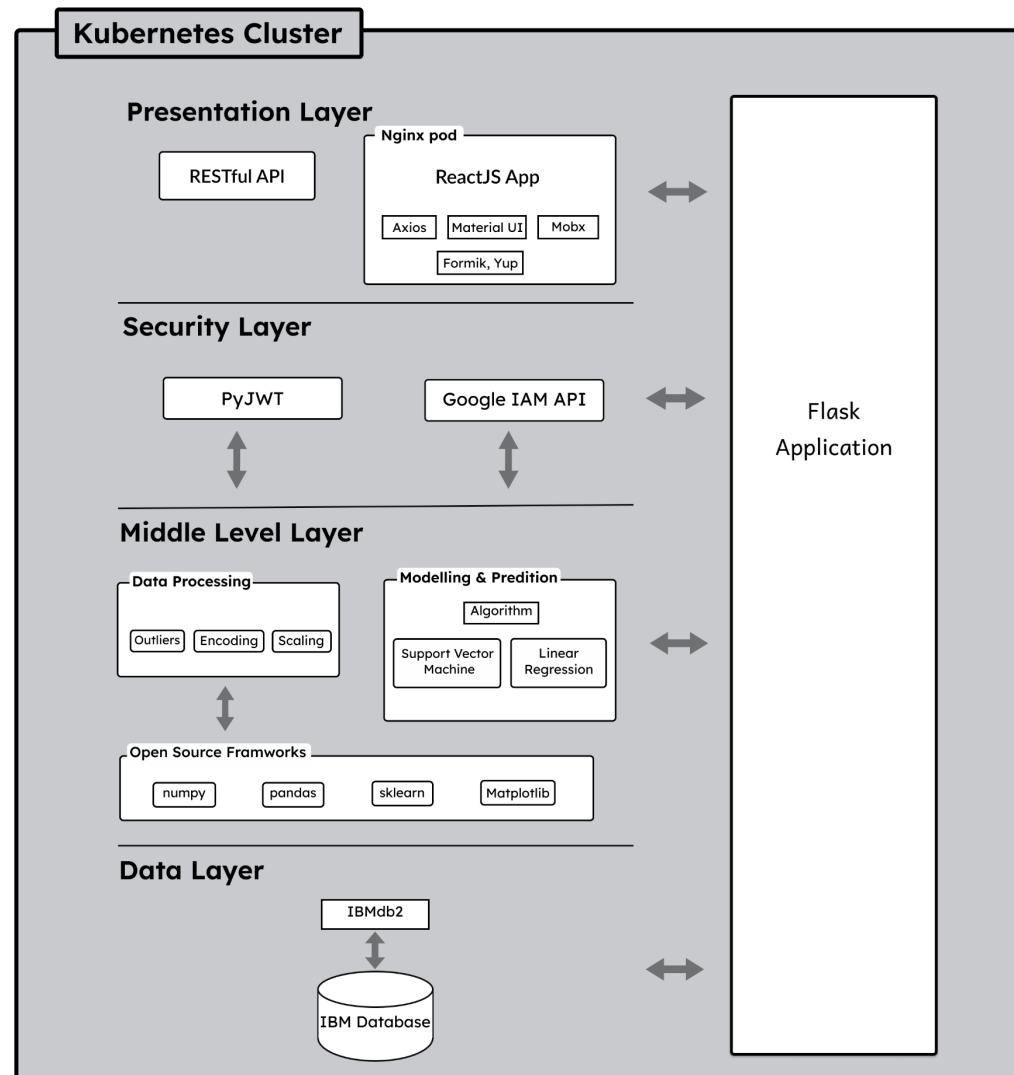 Kubernetes Cluster
Presentation Layer
Nginx pod
RESTful API
ReactJS App
Axios
Material UI
Mobx
Formik, Yup
Security Layer
PyJWT
Google IAM API
Flask
Application
Middle Level Layer
Data Processing
Outliers
Encoding
Scaling
Modelling & Predition
Algorithm
Support Vector
Machine
Linear
Regression
Open Source Framworks
numpy
pandas
sklearn
Matplotlib
Data Layer
IBMdb2
IBM Database